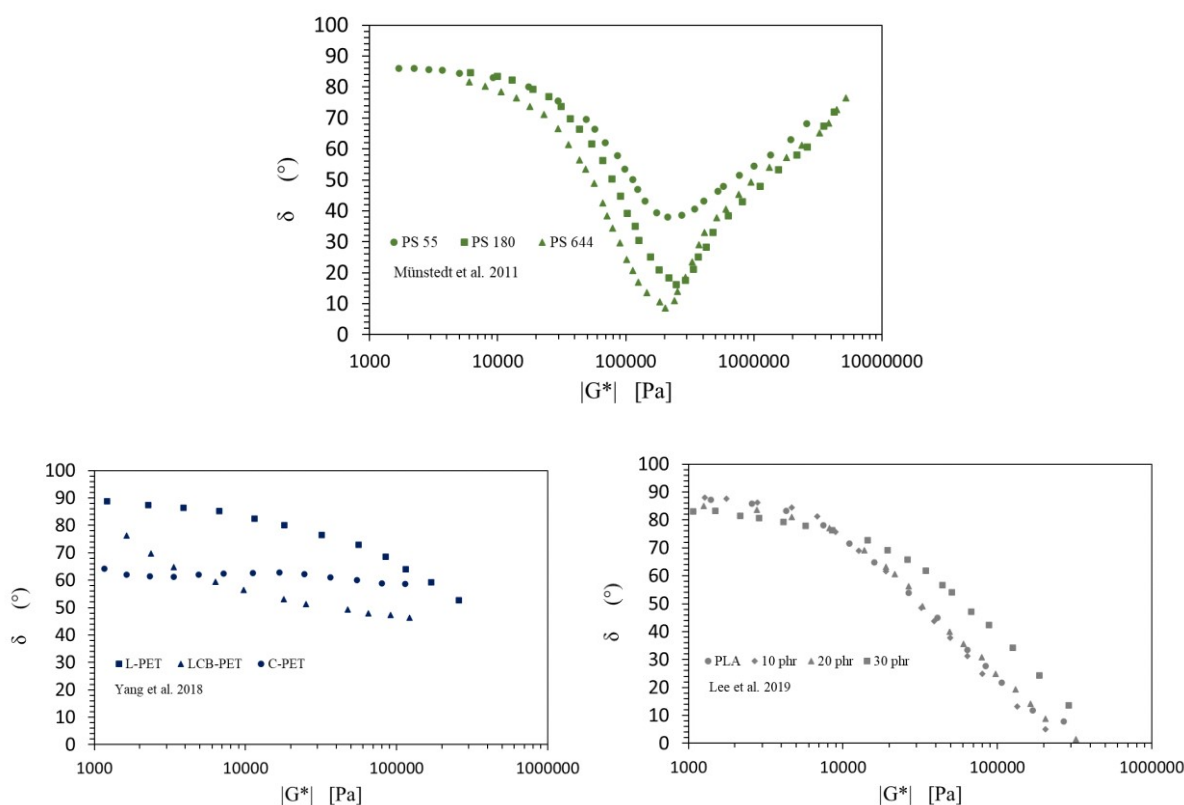 100
90
80
70
60
50
40
30
20
10
0
δ (°)
PS 55 PS 180 PS 644
Münstedt et al. 2011
1000 10000 100000 1000000 10000000
|G*| [Pa]
100
90
80
70
60
50
40
30
20
10
0
δ (°)
L-PET LCB-PET C-PET
Yang et al. 2018
1000 10000 100000 1000000
|G*| [Pa]
100
90
80
70
60
50
40
30
20
10
0
δ (°)
PLA 10 phr 20 phr 30 phr
Lee et al. 2019
1000 10000 100000 1000000
|G*| [Pa]